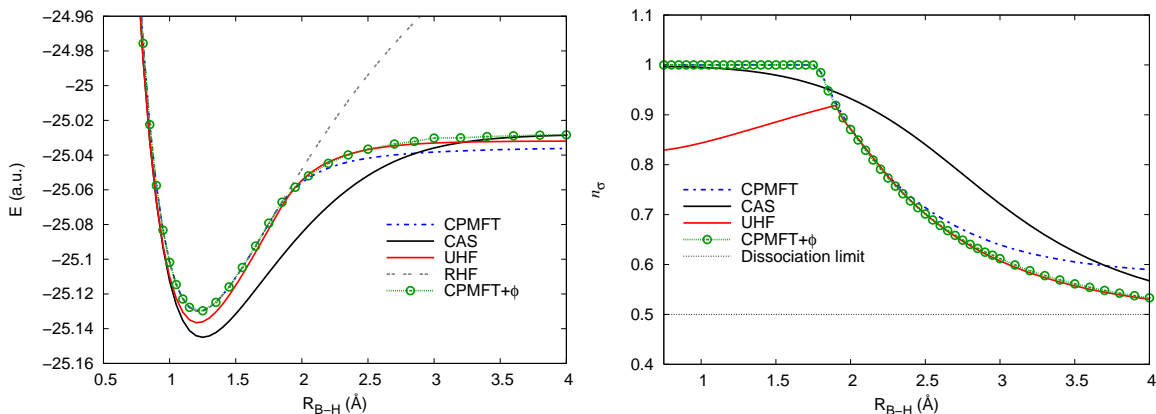 −24.96
−24.98
−25
−25.02
−25.04
−25.06
−25.08
−25.1
−25.12
−25.14
−25.16
E (a.u.)
0.5 1 1.5 2 2.5 3 3.5 4
R_B−H (Å)
CPMFT
CAS
UHF
RHF
CPMFT+ϕ
1.1
1
0.9
0.8
0.7
0.6
0.5
0.4
n_σ
1 1.5 2 2.5 3 3.5 4
R_B−H (Å)
CPMFT
CAS
UHF
CPMFT+ϕ
Dissociation limit